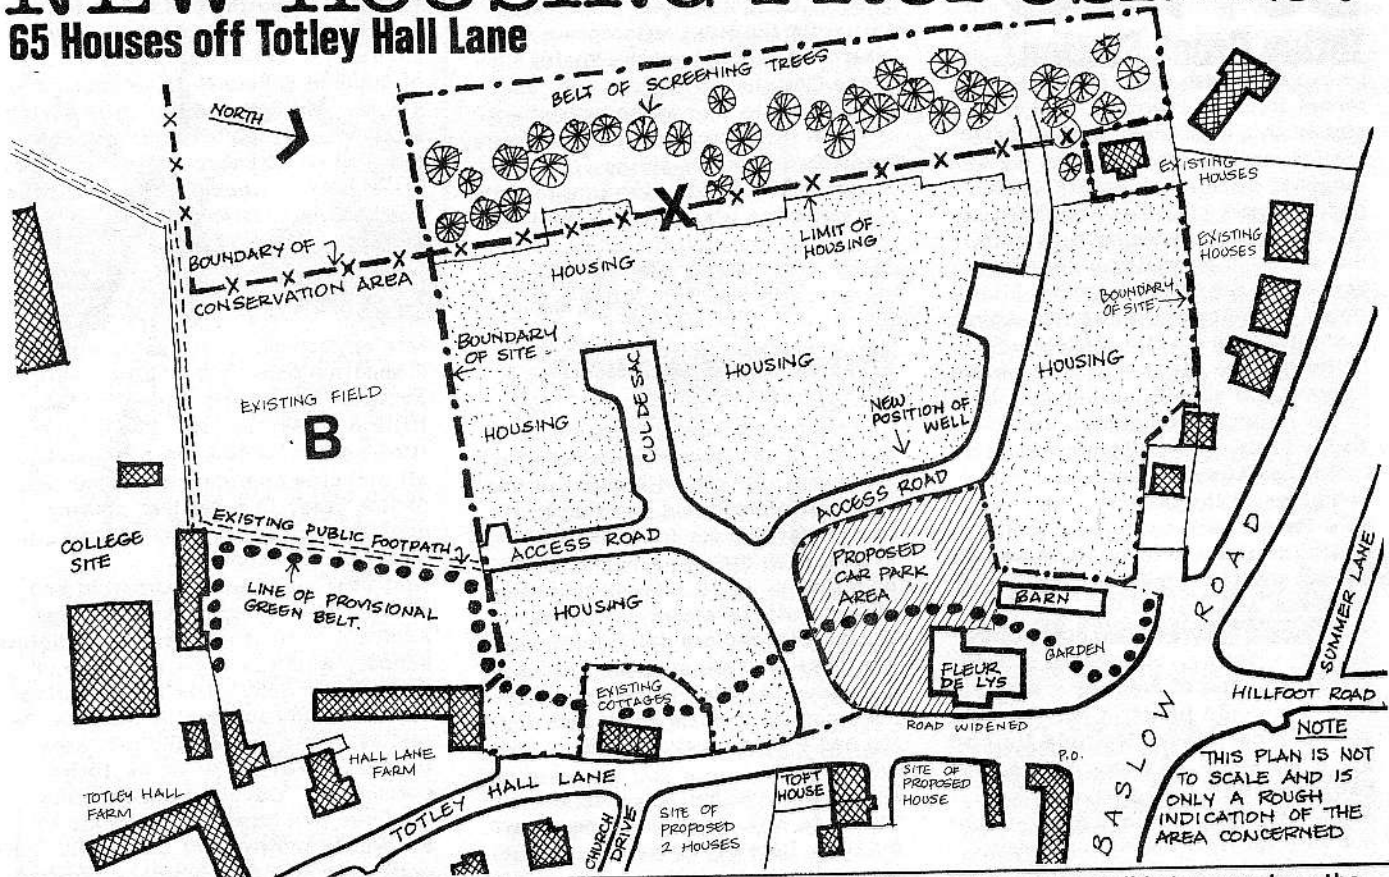 NEW HOUSING PROPOSAL
65 Houses off Totley Hall Lane
NORTH
BELT OF SCREENING TREES
EXISTING
HOUSES
EXISTING
HOUSES
BOUNDARY OF
CONSERVATION AREA
X
HOUSING
LIMIT OF
HOUSING
BOUNDARY
OF SITE
BOUNDARY
OF SITE
EXISTING FIELD
B
HOUSING
CULDESAC
HOUSING
HOUSING
NEW
POSITION OF
WELL
ACCESS ROAD
EXISTING PUBLIC FOOTPATH
ACCESS ROAD
COLLEGE
SITE
LINE OF PROVISIONAL
GREEN BELT.
HOUSING
PROPOSED
CAR PARK
AREA
BARN
GARDEN
FLEUR
DE LYS
EXISTING
COTTAGES
ROAD WIDENED
BASLOW ROAD
SUMMER LANE
HILLFOOT ROAD
HALL LANE
FARM
TOTLEY HALL
FARM
TOTLEY HALL LANE
CHURCH
DRIVE
SITE OF
PROPOSED
2 HOUSES
TOFT
HOUSE
SITE OF
PROPOSED
HOUSE
P.O.
NOTE
THIS PLAN IS NOT
TO SCALE AND IS
ONLY A ROUGH
INDICATION OF THE
AREA CONCERNED